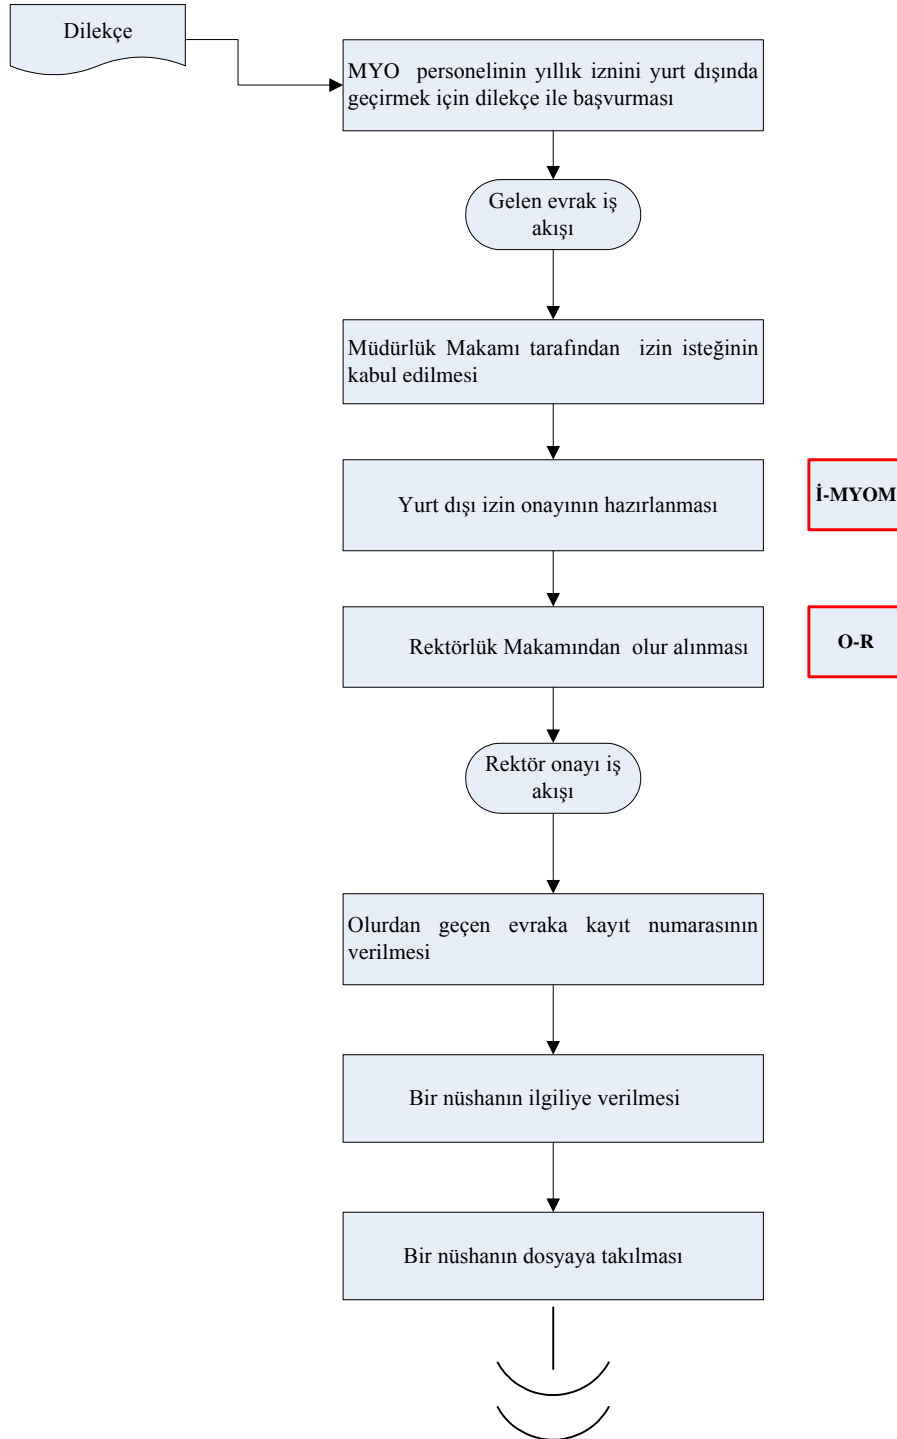 Dilekçe
MYO personelinin yıllık iznini yurt dışında
geçirmek için dilekçe ile başvurması
Gelen evrak iş
akışı
Müdürlük Makamı tarafından izin isteğinin
kabul edilmesi
Yurt dışı izin onayının hazırlanması
İ-MYOM
Rektörlük Makamından olur alınması
O-R
Rektör onayı iş
akışı
Olurdan geçen evraka kayıt numarasının
verilmesi
Bir nüshanın ilgiliye verilmesi
Bir nüshanın dosyaya takılması